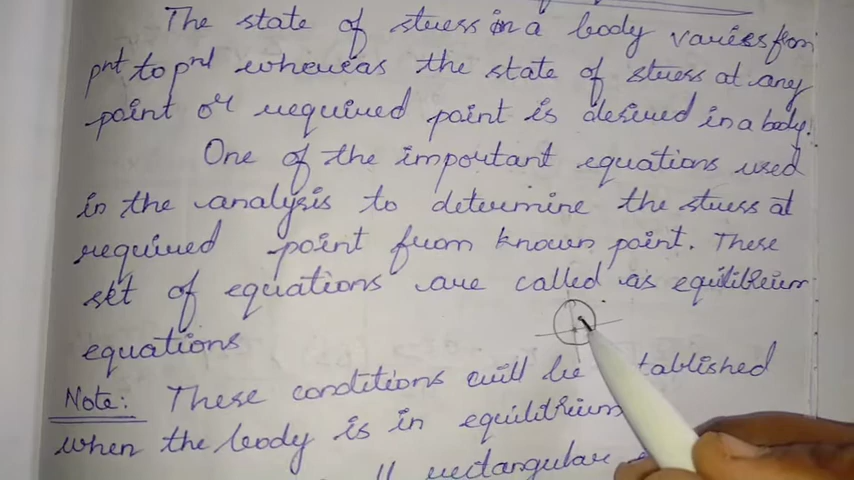 The state of stress in a body varies from
pnt to pnt whereas the state of stress at any
point or required point is desired in a body.
One of the important equations used
in the analysis to determine the stress at
required point from known point. These
set of equations are called as equilibrium
equations
Note: These conditions will be tablished
when the body is in equilibrium
rectangular